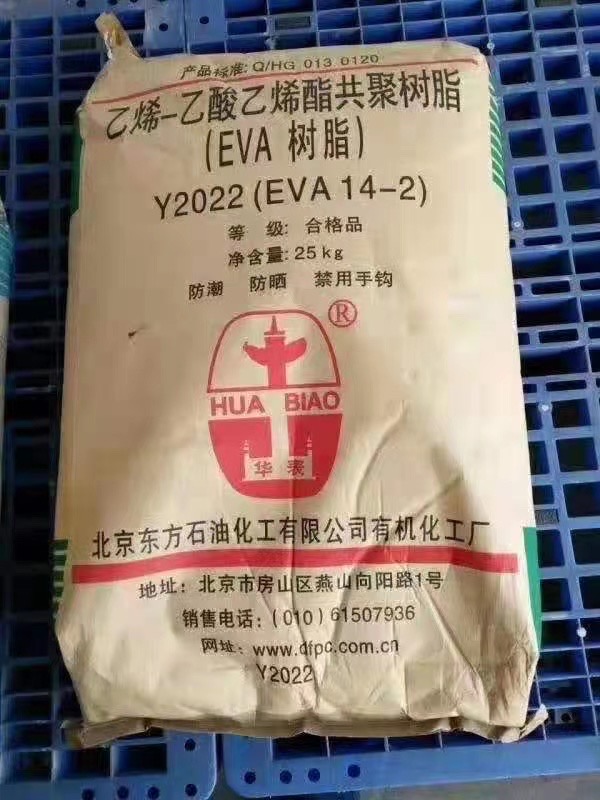 产品标准: Q/HG 013 0120
乙烯-乙酸乙烯酯共聚树脂
(EVA 树脂)
Y2022 (EVA 14-2)
等 级: 合格品
净含量: 25kg
防潮 防晒 禁用手钩
®
HUA BIAO
华表
北京东方石油化工有限公司有机化工厂
地址: 北京市房山区燕山向阳路1号
销售电话: (010) 61507936
网址: www.dfpc.com.cn
Y2022